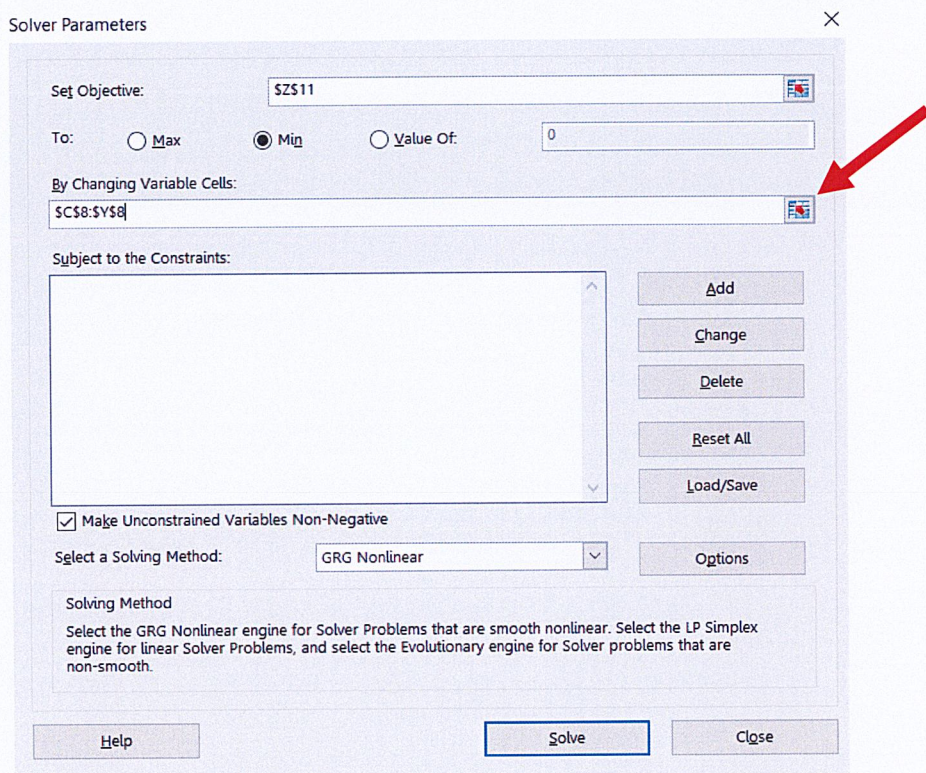 Solver Parameters
Set Objective:
$Z$11
To:
Max
Min
Value Of:
0
By Changing Variable Cells:
$C$8:$Y$8
Subject to the Constraints:
Add
Change
Delete
Reset All
Load/Save
Make Unconstrained Variables Non-Negative
Select a Solving Method:
GRG Nonlinear
Options
Solving Method
Select the GRG Nonlinear engine for Solver Problems that are smooth nonlinear. Select the LP Simplex
engine for linear Solver Problems, and select the Evolutionary engine for Solver problems that are
non-smooth.
Help
Solve
Close